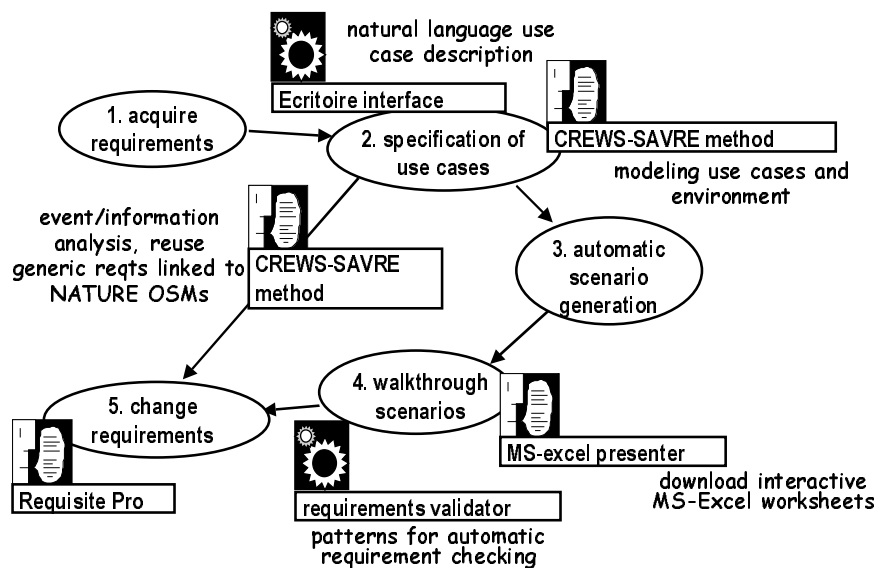 natural language use
case description
Ecritoire interface
1. acquire
requirements
2. specification of
use cases
CREWS-SAVRE method
modeling use cases and
environment
event/information
analysis, reuse
generic reqts linked to
NATURE OSMs
CREWS-SAVRE
method
3. automatic
scenario
generation
4. walkthrough
scenarios
5. change
requirements
MS-excel presenter
download interactive
MS-Excel worksheets
Requisite Pro
requirements validator
patterns for automatic
requirement checking